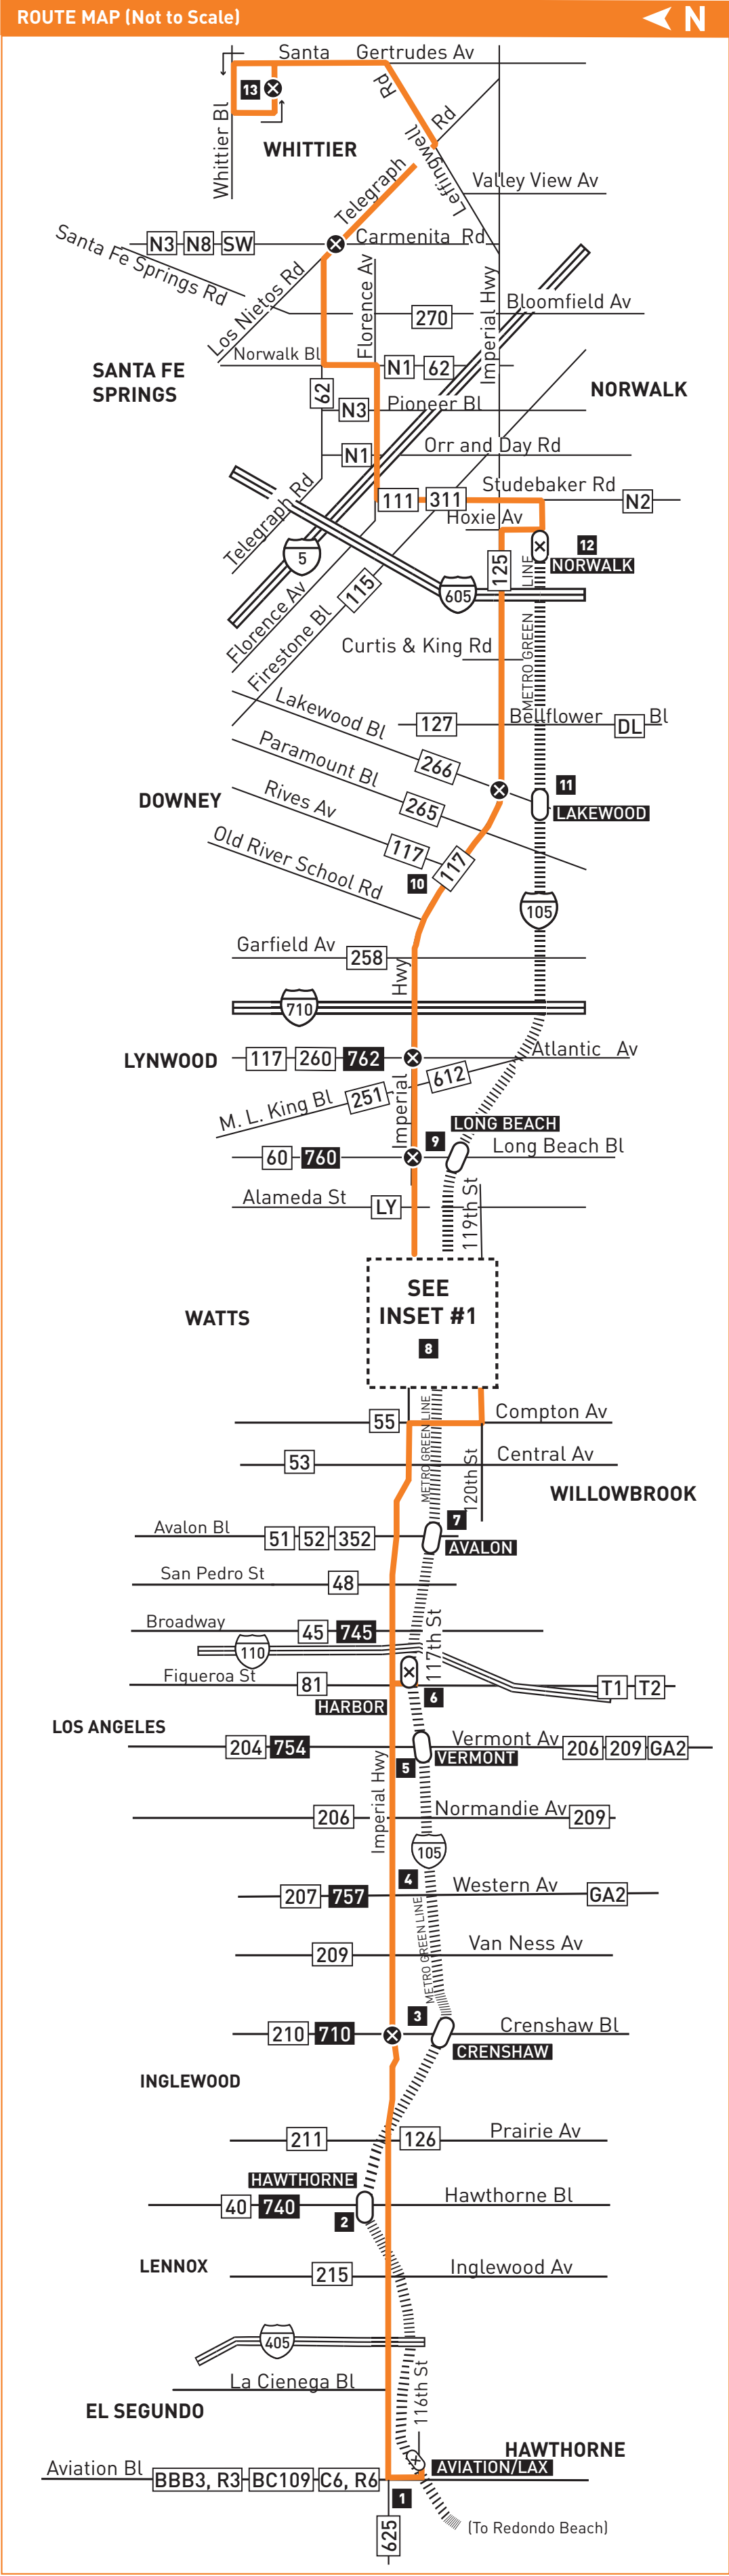 ROUTE MAP (Not to Scale)
N
Santa Gertrudes Av
13
Rd
Whittier Bl
WHITTIER
Rd
Leffingwell
Telegraph
Valley View Av
Santa Fe Springs Rd
N3 N8 SW
Carmenita Rd
Los Nietos Rd
Florence Av
Imperial Hwy
Bloomfield Av
270
Norwalk Bl
N1 62
SANTA FE
SPRINGS
62
NORWALK
N3
Pioneer Bl
N1
Orr and Day Rd
Studebaker Rd
111 311
N2
Telegraph Rd
Hoxie Av
12
NORWALK
5
125
LINE
115
605
Florence Av
Firestone Bl
METRO GREEN
Curtis & King Rd
Lakewood Bl
127
Bellflower Bl
DL
Paramount Bl
266
11
LAKEWOOD
DOWNEY
Rives Av
265
Old River School Rd
117
117
10
105
Garfield Av
258
Hwy
710
LYNWOOD
117 260 762
Atlantic Av
612
M. L. King Bl
251
Imperial
LONG BEACH
9
60 760
Long Beach Bl
Alameda St
LY
119th St
SEE
INSET #1
8
WATTS
55
Compton Av
METRO GREEN LINE
53
Central Av
120th St
WILLOWBROOK
7
Avalon Bl
51 52 352
AVALON
San Pedro St
48
Broadway
45 745
117th St
110
Figueroa St
81
T1 T2
HARBOR
6
LOS ANGELES
204 754
Vermont Av
206 209 GA2
VERMONT
5
Imperial Hwy
206
Normandie Av
209
105
4
207 757
Western Av
GA2
METRO GREEN LINE
209
Van Ness Av
3
210 710
Crenshaw Bl
CRENSHAW
INGLEWOOD
211
126
Prairie Av
HAWTHORNE
40 740
Hawthorne Bl
2
LENNOX
215
Inglewood Av
405
La Cienega Bl
116th St
EL SEGUNDO
HAWTHORNE
AVIATION/LAX
Aviation Bl
BBB3, R3 BC109 C6, R6
1
625
(To Redondo Beach)